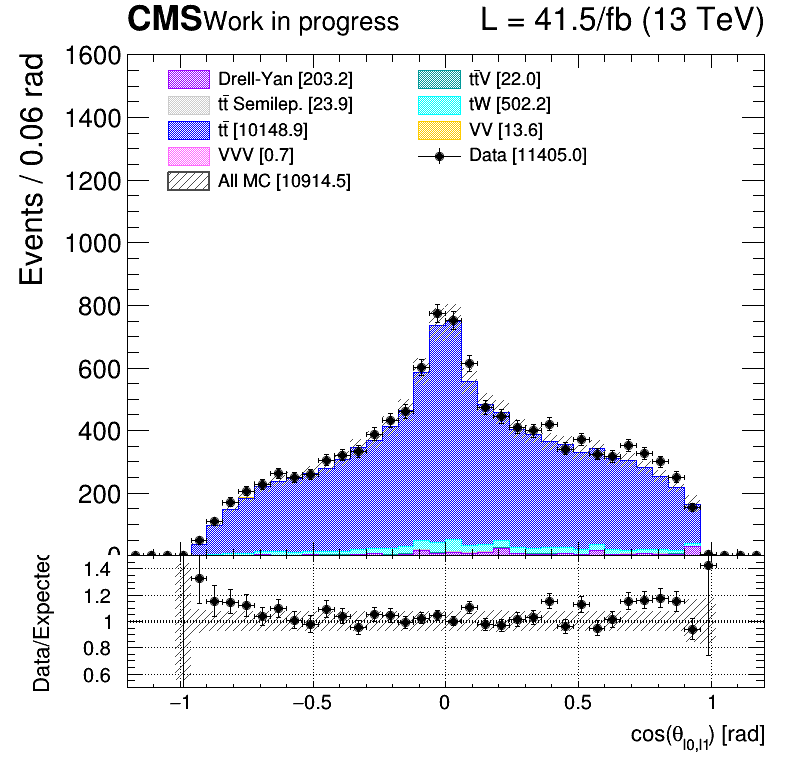 CMS Work in progress L = 41.5/fb (13 TeV)
Events / 0.06 rad
1600
1400
1200
1000
800
600
400
200
0
Drell-Yan [203.2]
tt̄ Semilep. [23.9]
tt̄ [10148.9]
VVV [0.7]
All MC [10914.5]
tt̄V [22.0]
tW [502.2]
VV [13.6]
Data [11405.0]
Data/Expected
1.4
1.2
1
0.8
0.6
−1 −0.5 0 0.5 1
cos(θl0,l1) [rad]